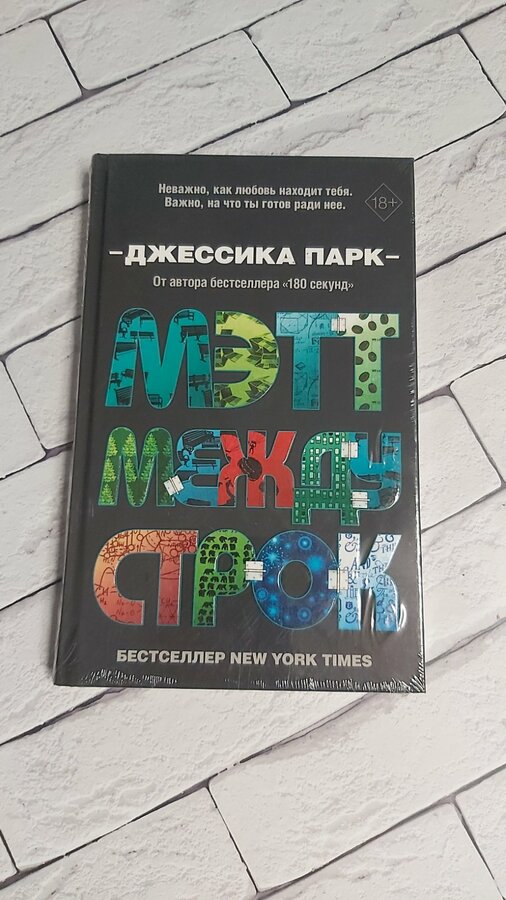 Неважно, как любовь находит тебя.
Важно, на что ты готов ради нее.
18+
–ДЖЕССИКА ПАРК–
От автора бестселлера «180 секунд»
МЭТТ
МЕЖДУ
СТРОК
БЕСТСЕЛЛЕР NEW YORK TIMES